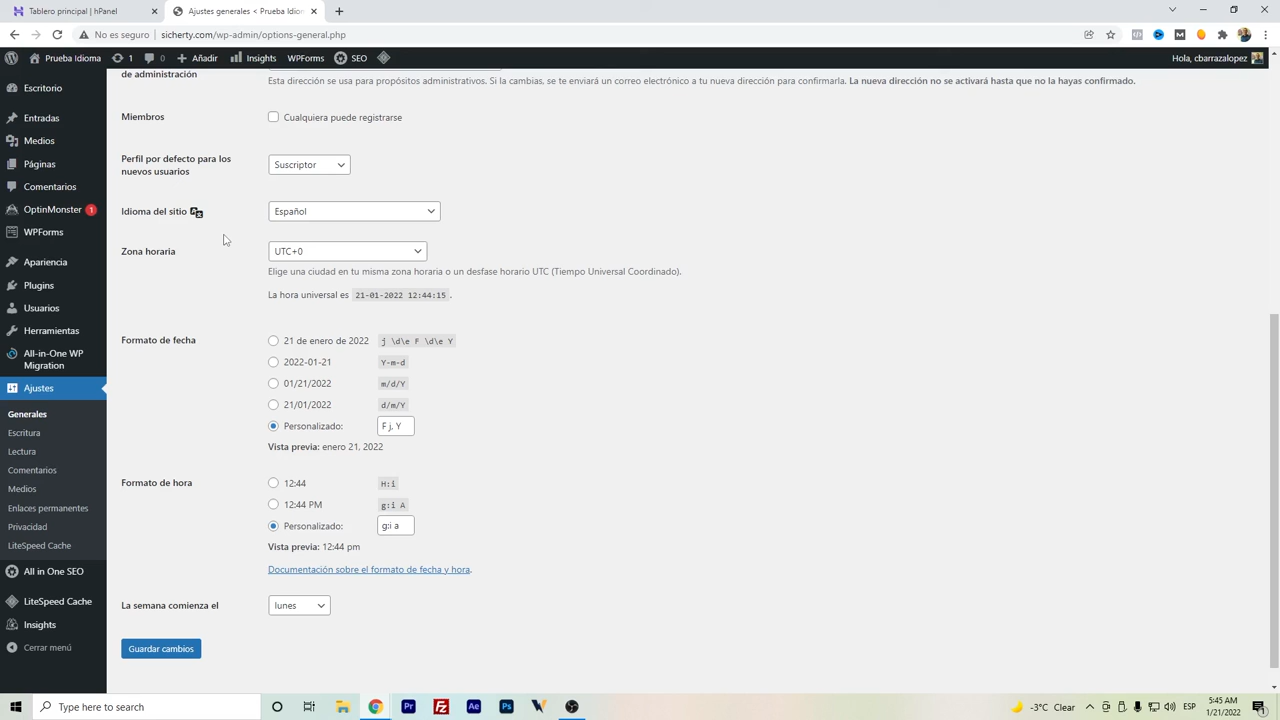 Tablero principal | hPanel
Ajustes generales < Prueba Idiom
No es seguro
sicherty.com/wp-admin/options-general.php
Prueba Idioma
1
0
Añadir
Insights
WPForms
SEO
Hola, cbarrazalopez
Escritorio
Entradas
Medios
Páginas
Comentarios
OptinMonster 1
WPForms
Apariencia
Plugins
Usuarios
Herramientas
All-in-One WP
Migration
Ajustes
Generales
Escritura
Lectura
Comentarios
Medios
Enlaces permanentes
Privacidad
LiteSpeed Cache
All in One SEO
LiteSpeed Cache
Insights
Cerrar menú
de administración
Esta dirección se usa para propósitos administrativos. Si la cambias, se te enviará un correo electrónico a tu nueva dirección para confirmarla. La nueva dirección no se activará hasta que no la hayas confirmado.
Miembros
Cualquiera puede registrarse
Perfil por defecto para los
nuevos usuarios
Suscriptor
Idioma del sitio
Español
Zona horaria
UTC+0
Elige una ciudad en tu misma zona horaria o un desfase horario UTC (Tiempo Universal Coordinado).
La hora universal es 21-01-2022 12:44:15.
Formato de fecha
21 de enero de 2022 j \d\e F \d\e Y
2022-01-21 Y-m-d
01/21/2022 m/d/Y
21/01/2022 d/m/Y
Personalizado: F j, Y
Vista previa: enero 21, 2022
Formato de hora
12:44 H:i
12:44 PM g:i A
Personalizado: g:i a
Vista previa: 12:44 pm
Documentación sobre el formato de fecha y hora.
La semana comienza el
lunes
Guardar cambios
Type here to search
Pr
Fz
Ae
Ps
-3°C Clear
ESP
5:45 AM
1/21/2022
1